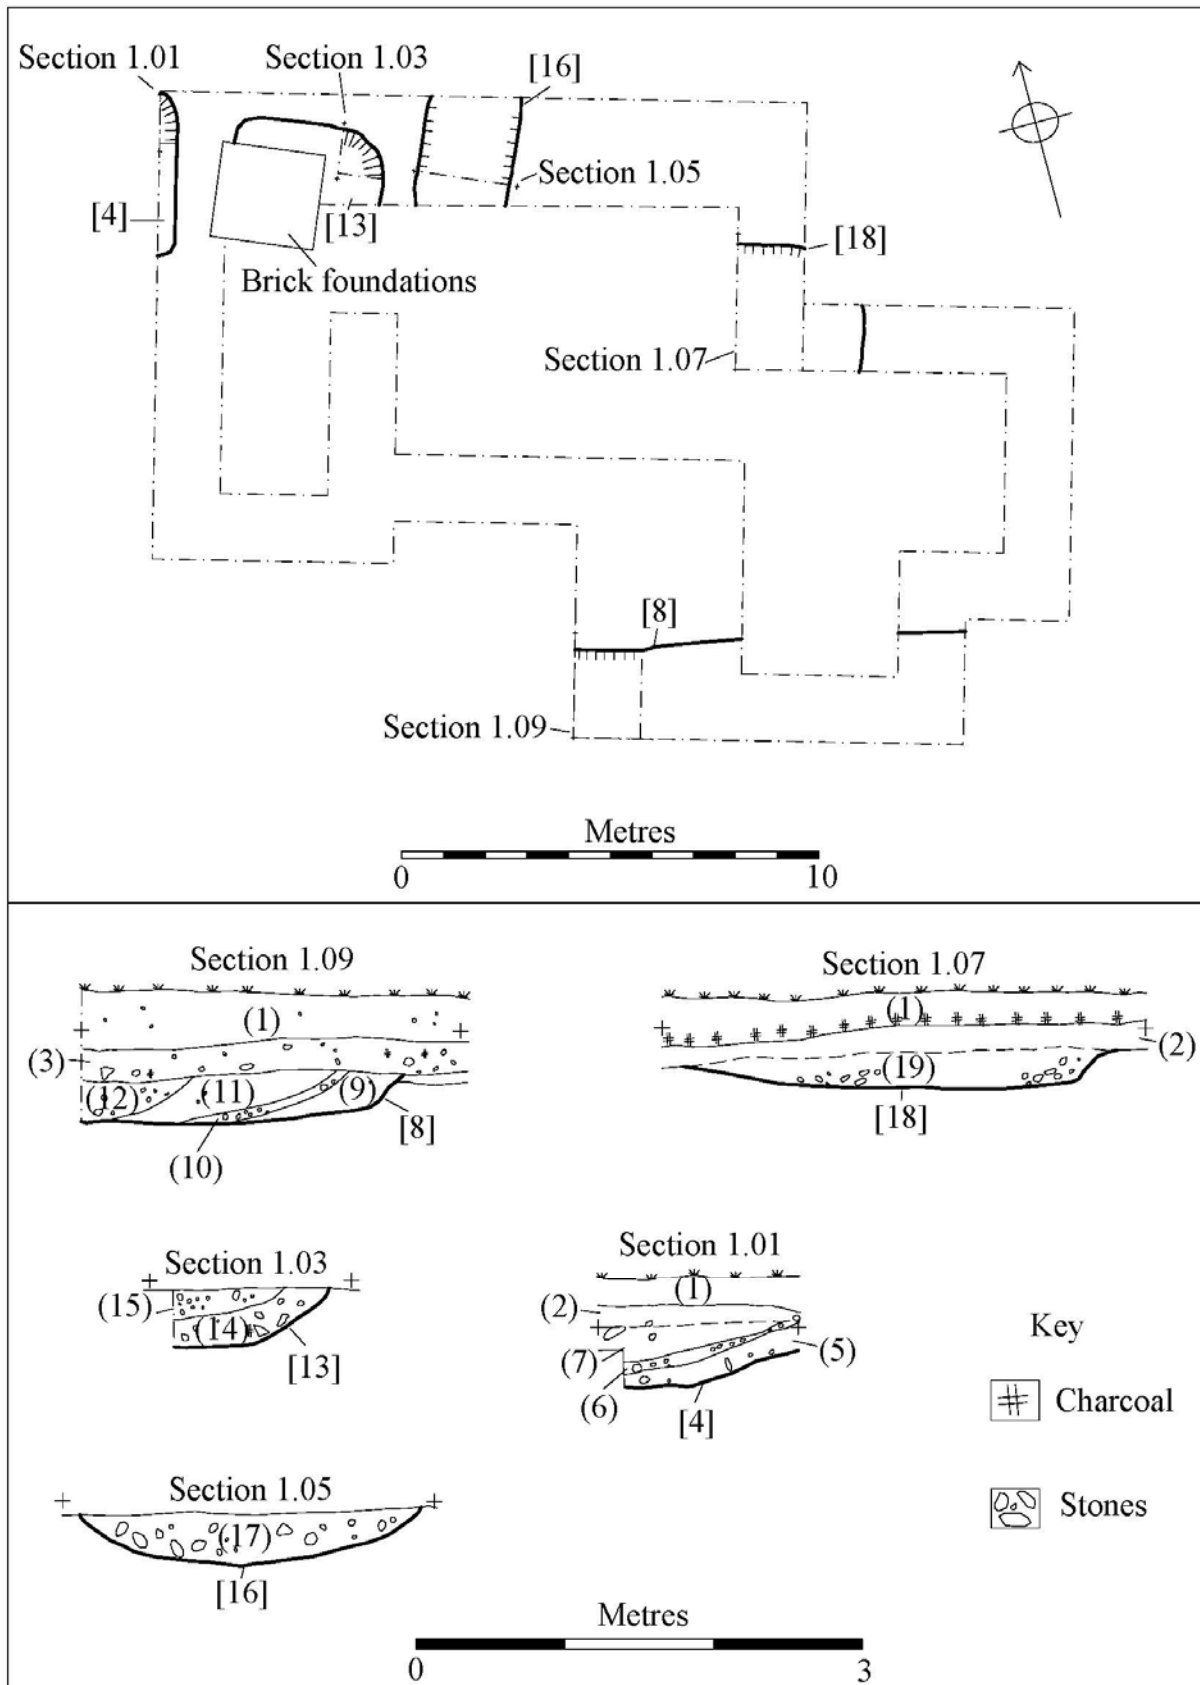 Section 1.01
Section 1.03
[16]
Section 1.05
[4]
[13]
[18]
Brick foundations
Section 1.07
[8]
Section 1.09
Metres
0
10
Section 1.09
(1)
(3)
(12)
(11)
(9)
[8]
(10)
Section 1.07
(1)
(2)
(19)
[18]
Section 1.03
(15)
(14)
[13]
Section 1.01
(1)
(2)
(7)
(5)
(6)
[4]
Key
Charcoal
Stones
Section 1.05
(17)
[16]
Metres
0
3